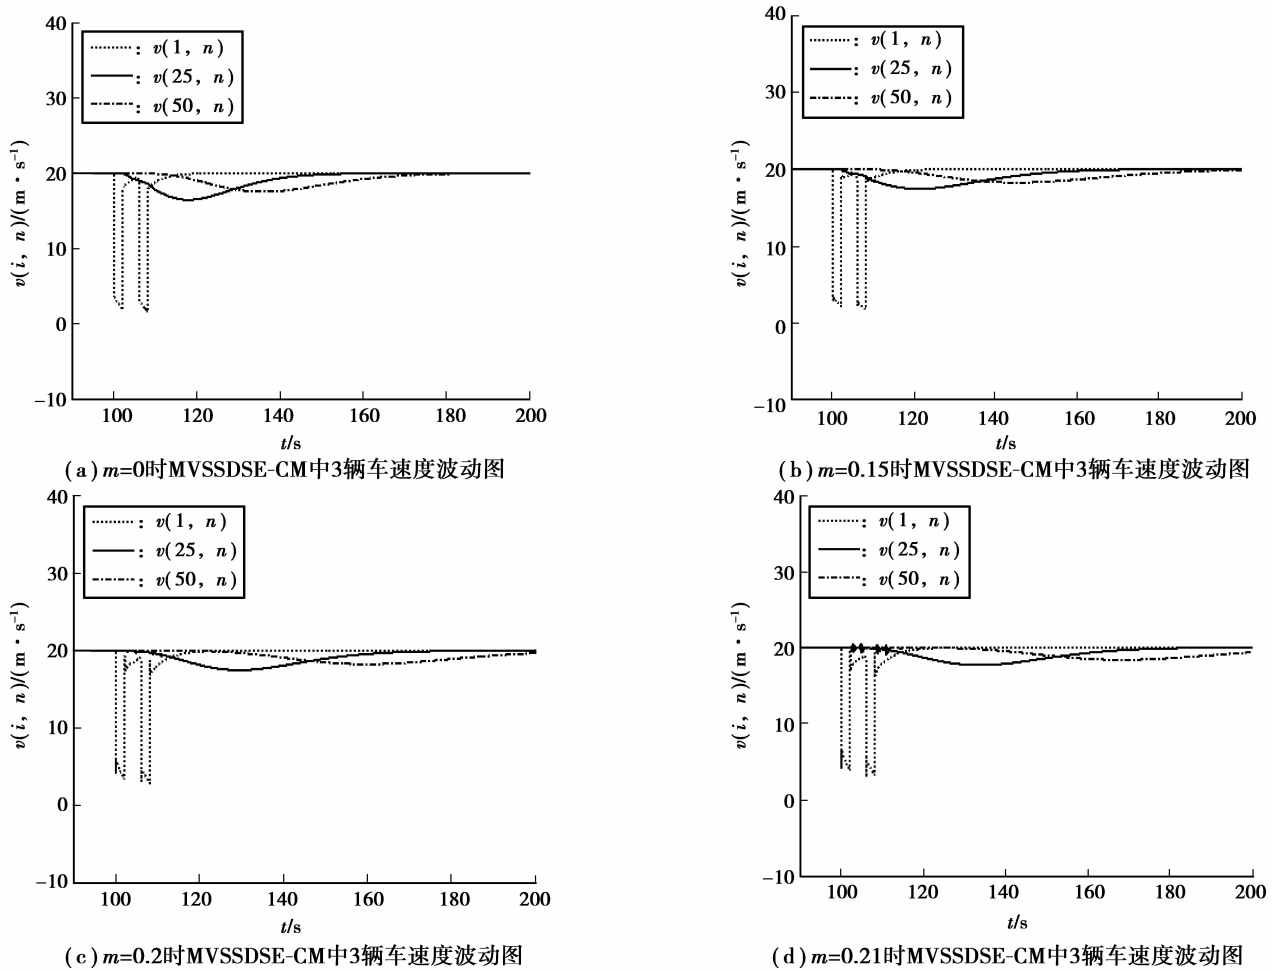 40
30
20
10
0
−10
v(i, n)/(m·s⁻¹)
: v(1, n)
: v(25, n)
: v(50, n)
100 120 140 160 180 200
t/s
(a) m=0时MVSSDSE-CM中3辆车速度波动图
40
30
20
10
0
−10
v(i, n)/(m·s⁻¹)
: v(1, n)
: v(25, n)
: v(50, n)
100 120 140 160 180 200
t/s
(b) m=0.15时MVSSDSE-CM中3辆车速度波动图
40
30
20
10
0
−10
v(i, n)/(m·s⁻¹)
: v(1, n)
: v(25, n)
: v(50, n)
100 120 140 160 180 200
t/s
(c) m=0.2时MVSSDSE-CM中3辆车速度波动图
40
30
20
10
0
−10
v(i, n)/(m·s⁻¹)
: v(1, n)
: v(25, n)
: v(50, n)
100 120 140 160 180 200
t/s
(d) m=0.21时MVSSDSE-CM中3辆车速度波动图